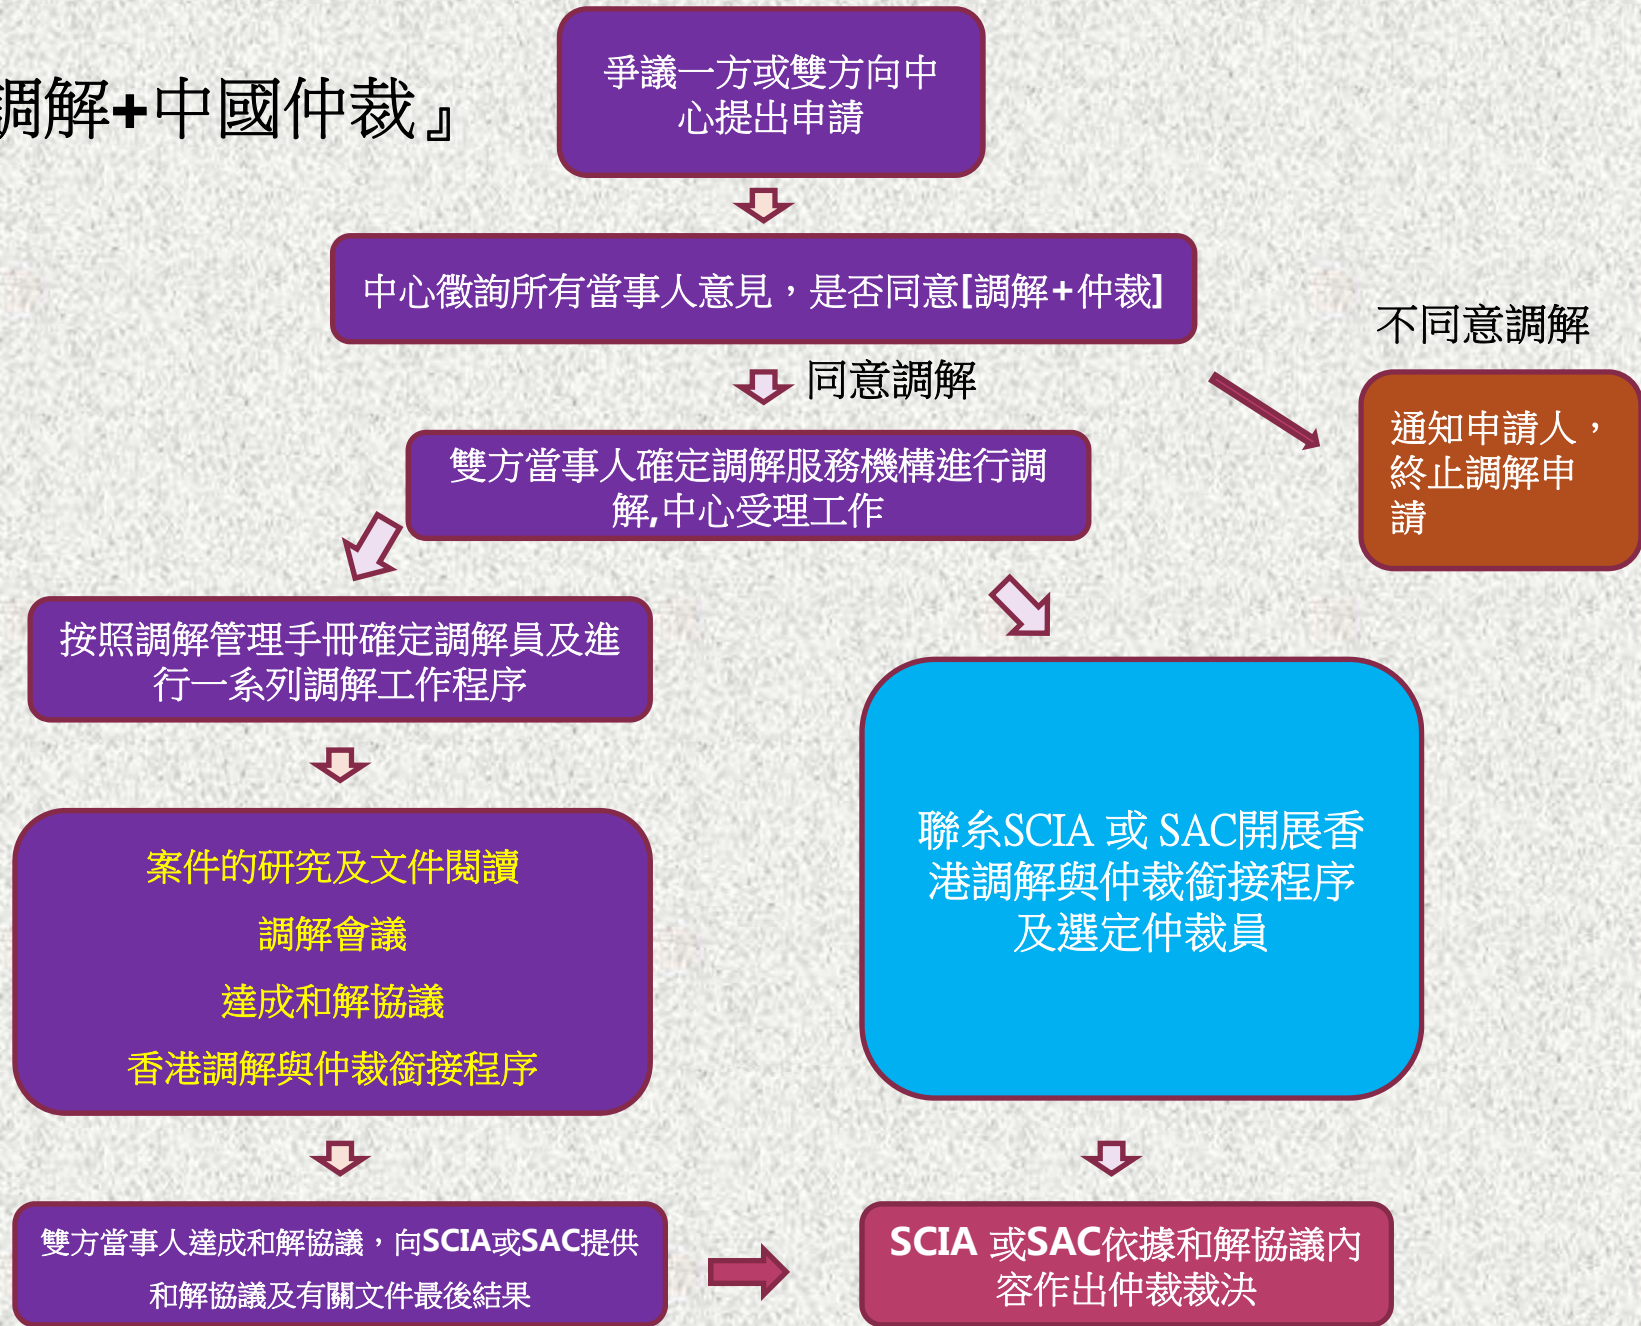 爭議一方或雙方向中
心提出申請
調解+中國仲裁』
中心徵詢所有當事人意見，是否同意[調解+仲裁]
不同意調解
同意調解
通知申請人，
終止調解申
請
雙方當事人確定調解服務機構進行調
解,中心受理工作
按照調解管理手冊確定調解員及進
行一系列調解工作程序
聯糸SCIA 或 SAC開展香
港調解與仲裁銜接程序
及選定仲裁員
案件的研究及文件閱讀
調解會議
達成和解協議
香港調解與仲裁銜接程序
雙方當事人達成和解協議，向SCIA或SAC提供
和解協議及有關文件最後結果
SCIA 或SAC依據和解協議內
容作出仲裁裁決